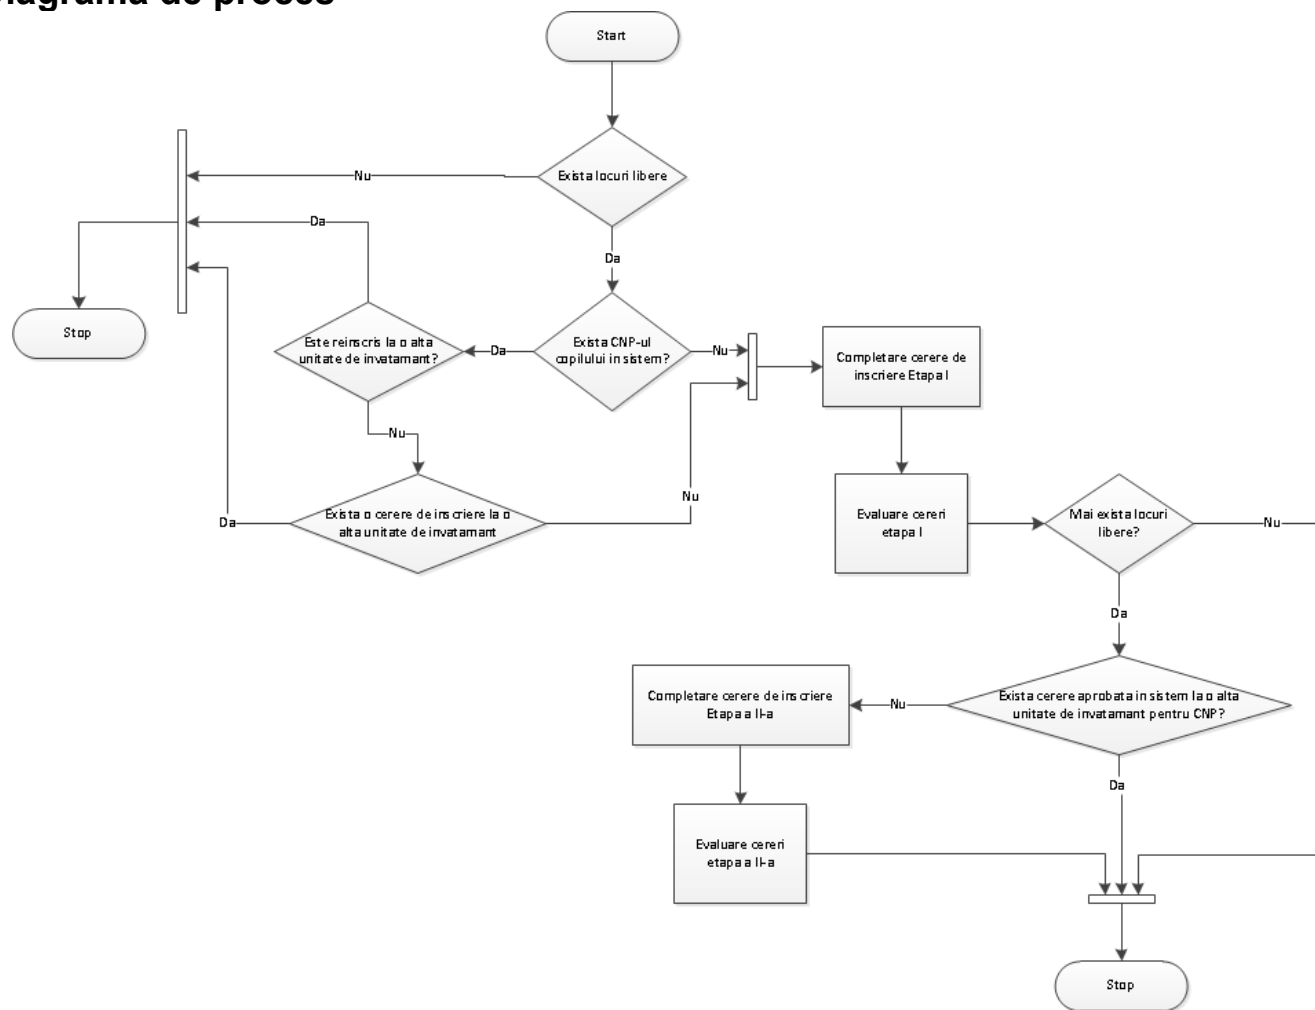 Diagrama de proces
Start
Exista locuri libere
Nu
Da
Da
Stop
Este reinscris la o alta
unitate de invatamant?
Da
Exista CNP-ul
copilului in sistem?
Nu
Completare cerere de
inscriere Etapa I
Nu
Exista o cerere de inscriere la o
alta unitate de invatamant
Da
Nu
Evaluare cereri
etapa I
Mai exista locuri
libere?
Nu
Da
Completare cerere de inscriere
Etapa a II-a
Nu
Exista cerere aprobata in sistem la o alta
unitate de invatamant pentru CNP?
Da
Evaluare cereri
etapa a II-a
Stop